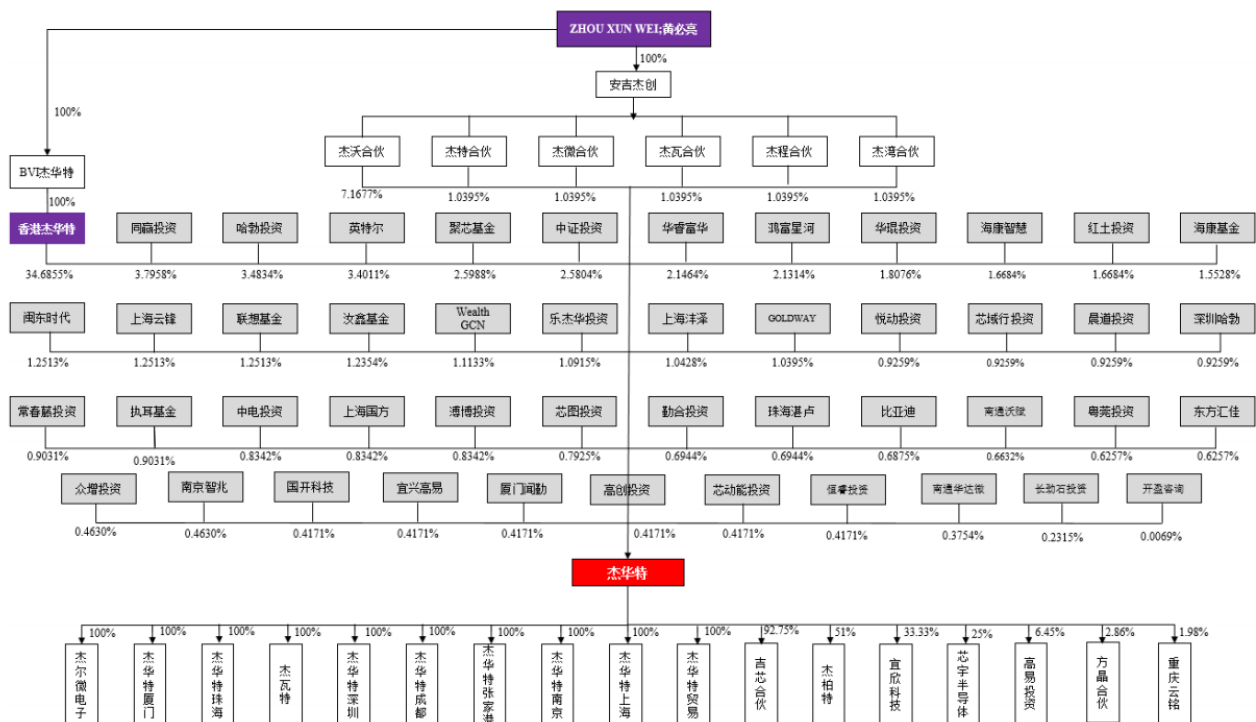 ZHOU XUN WEI;黄必亮
100%
安吉杰创
100%
杰沃合伙 杰特合伙 杰微合伙 杰瓦合伙 杰程合伙 杰湾合伙
BVI杰华特
7.1677% 1.0395% 1.0395% 1.0395% 1.0395% 1.0395%
100%
香港杰华特 同赢投资 哈勃投资 英特尔 聚芯基金 中证投资 华睿富华 鸿富星河 华琨投资 海康智慧 红土投资 海康基金
34.6855% 3.7958% 3.4834% 3.4011% 2.5988% 2.5804% 2.1464% 2.1314% 1.8076% 1.6684% 1.6684% 1.5528%
闽东时代 上海云锋 联想基金 汝鑫基金 Wealth GCN 乐杰华投资 上海沣泽 GOLDWAY 悦动投资 芯域行投资 晨道投资 深圳哈勃
1.2513% 1.2513% 1.2513% 1.2354% 1.1133% 1.0915% 1.0428% 1.0395% 0.9259% 0.9259% 0.9259% 0.9259%
常春藤投资 执耳基金 中电投资 上海国方 溥博投资 芯图投资 勤合投资 珠海湛卢 比亚迪 南通沃赋 粤莞投资 东方汇佳
0.9031% 0.9031% 0.8342% 0.8342% 0.8342% 0.7925% 0.6944% 0.6944% 0.6875% 0.6632% 0.6257% 0.6257%
众增投资 南京智兆 国开科技 宜兴高易 厦门闻勤 高创投资 芯动能投资 恒睿投资 南通华达微 长劲石投资 开盈咨询
0.4630% 0.4630% 0.4171% 0.4171% 0.4171% 0.4171% 0.4171% 0.4171% 0.3754% 0.2315% 0.0069%
杰华特
100% 100% 100% 100% 100% 100% 100% 100% 100% 100% 92.75% 51% 33.33% 25% 6.45% 2.86% 1.98%
杰尔微电子
杰华特厦门
杰华特珠海
杰瓦特
杰华特深圳
杰华特成都
杰华特张家港
杰华特南京
杰华特上海
杰华特贸易
吉芯合伙
杰柏特
宜欣科技
芯宇半导体
高易投资
方晶合伙
重庆云铭